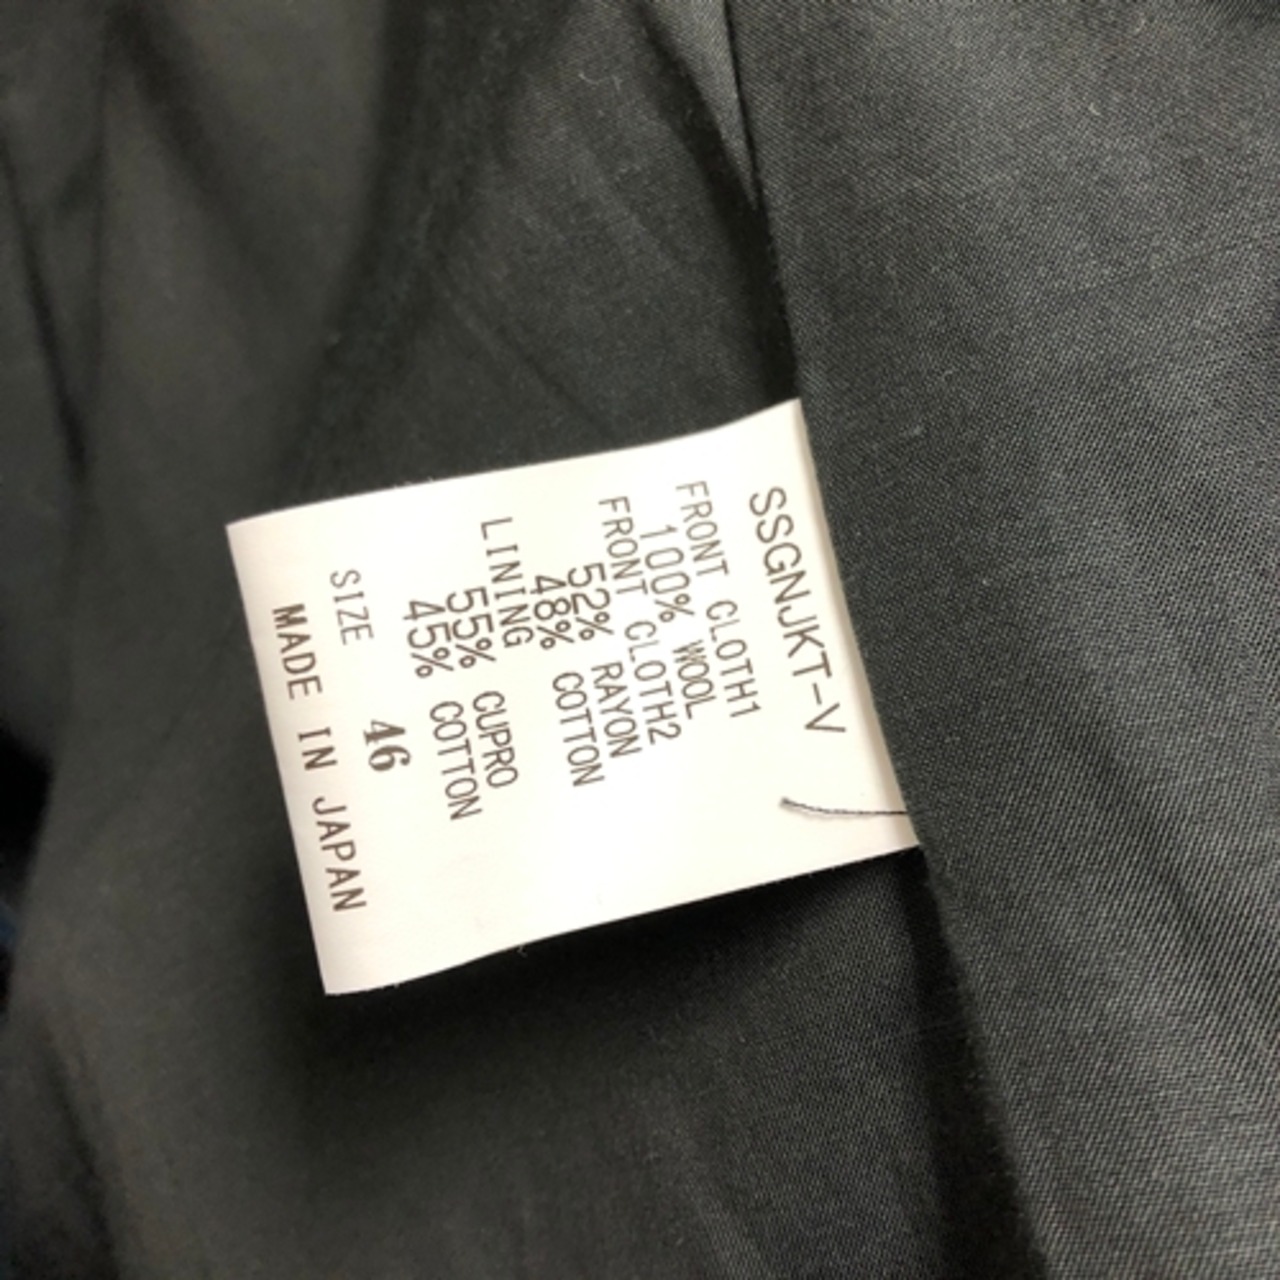 SSGNJKT-V
FRONT CLOTH1
100% WOOL
FRONT CLOTH2
52% RAYON
48% COTTON
LINING
55% CUPRO
45% COTTON
SIZE 46
MADE IN JAPAN